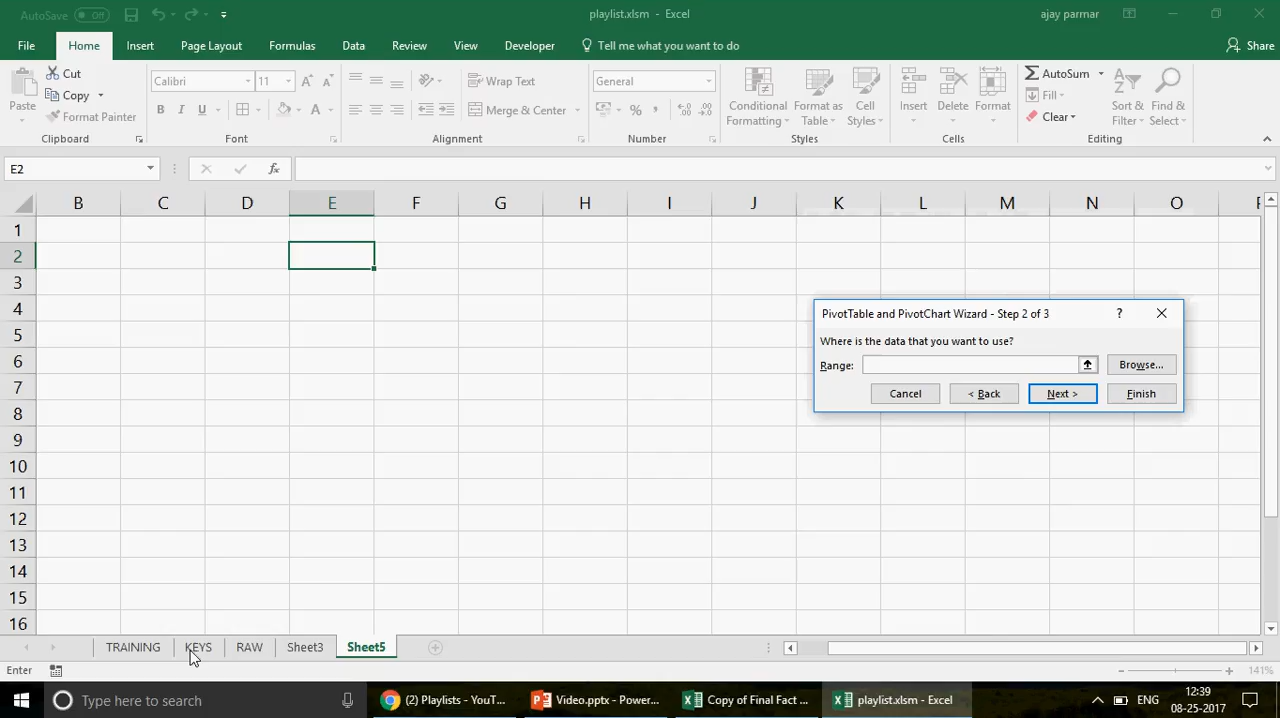 AutoSave Off
playlist.xlsm - Excel
ajay parmar
File Home Insert Page Layout Formulas Data Review View Developer Tell me what you want to do Share
Paste
Cut
Copy
Format Painter
Clipboard
Calibri 11
B I U
Font
Wrap Text
Merge & Center
Alignment
General
%
Number
Conditional Formatting
Format as Table
Cell Styles
Styles
Insert
Delete
Format
Cells
AutoSum
Fill
Clear
Sort & Filter
Find & Select
Editing
E2
fx
B C D E F G H I J K L M N O
1
2
3
4
5
6
7
8
9
10
11
12
13
14
15
16
PivotTable and PivotChart Wizard - Step 2 of 3 ?
Where is the data that you want to use?
Range: Browse...
Cancel < Back Next > Finish
TRAINING KEYS RAW Sheet3 Sheet5
Enter
141%
Type here to search
(2) Playlists - YouT...
Video.pptx - Power...
Copy of Final Fact ...
playlist.xlsm - Excel
ENG
12:39
08-25-2017